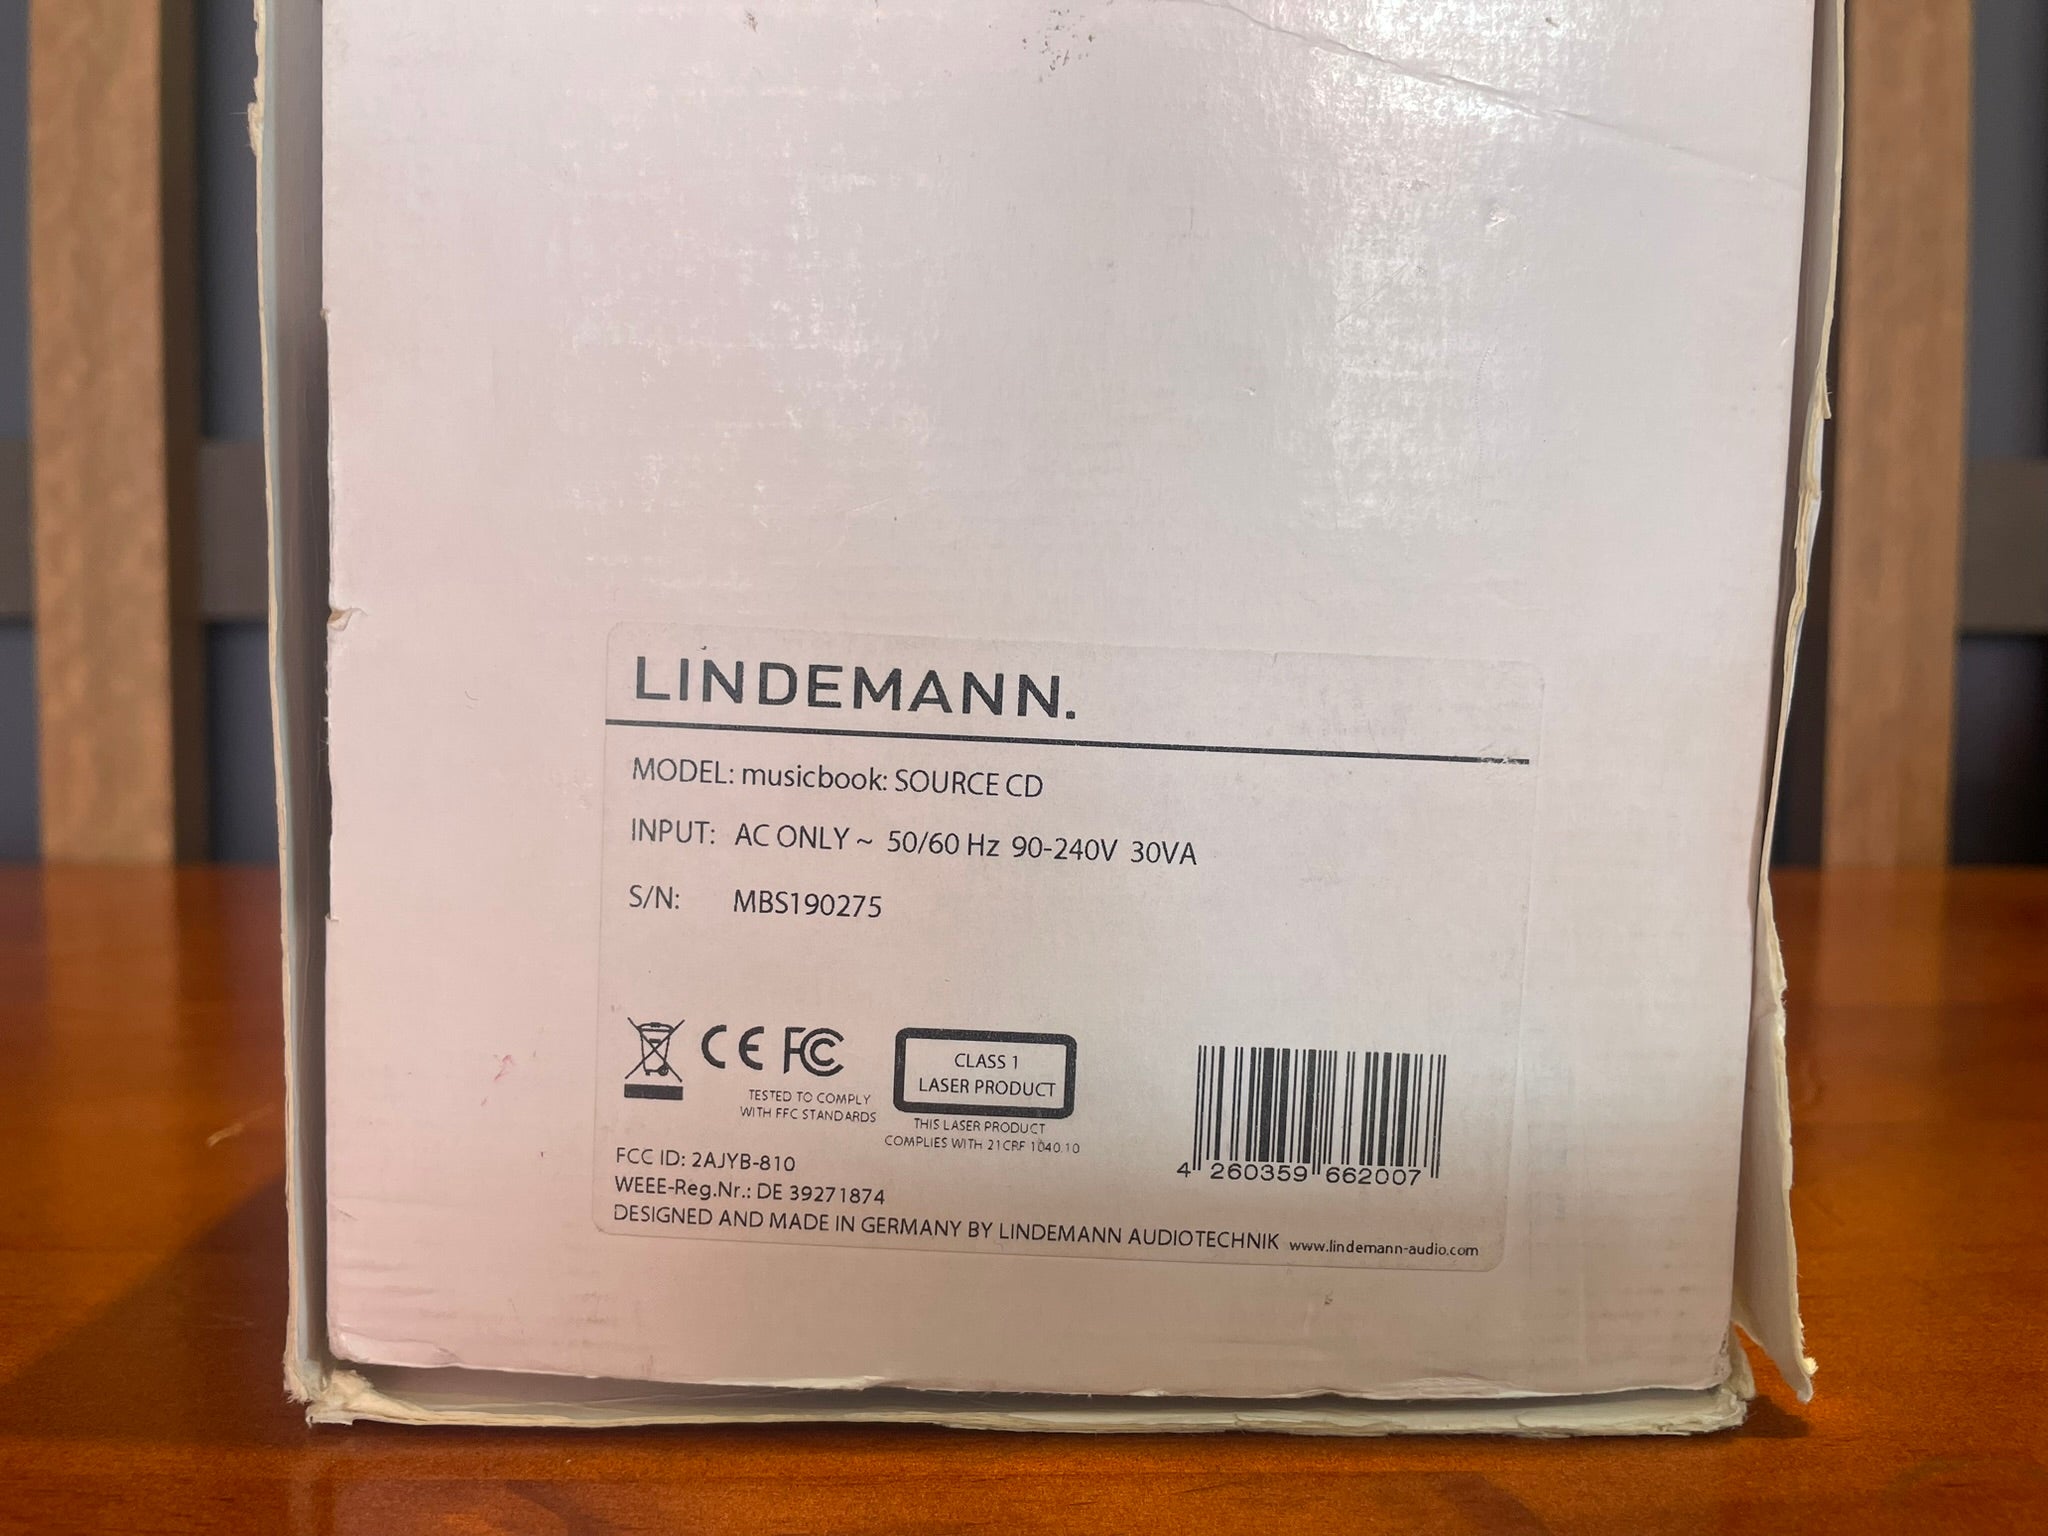 LINDEMANN.
MODEL: musicbook: SOURCE CD
INPUT: AC ONLY ~ 50/60 Hz 90-240V 30VA
S/N: MBS190275
CE FC
TESTED TO COMPLY
WITH FFC STANDARDS
CLASS 1
LASER PRODUCT
THIS LASER PRODUCT
COMPLIES WITH 21CRF 1040.10
4 260359 662007
FCC ID: 2AJYB-810
WEEE-Reg.Nr.: DE 39271874
DESIGNED AND MADE IN GERMANY BY LINDEMANN AUDIOTECHNIK www.lindemann-audio.com